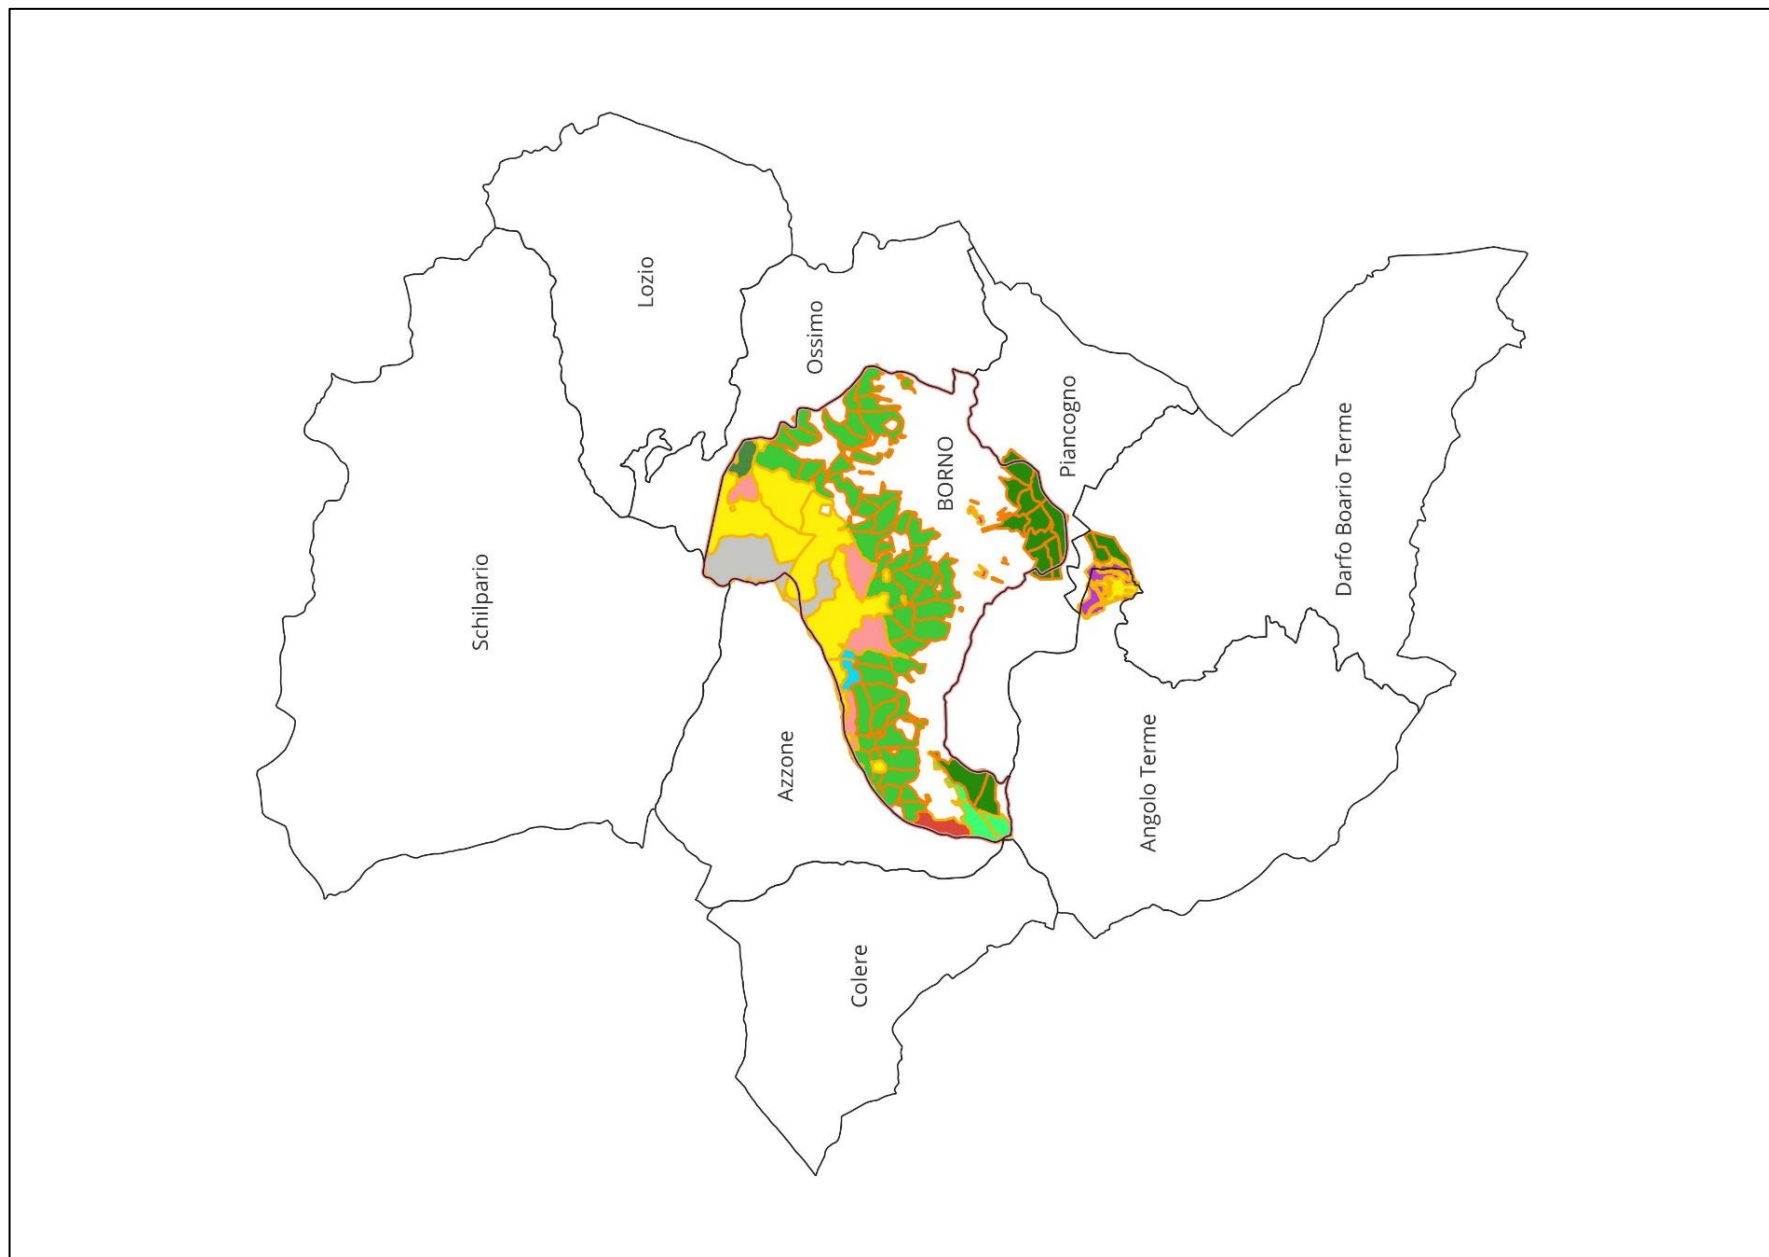 Schilpario
Lozio
Ossimo
Azzone
Colere
BORNO
Piancogno
Angolo Terme
Darfo Boario Terme